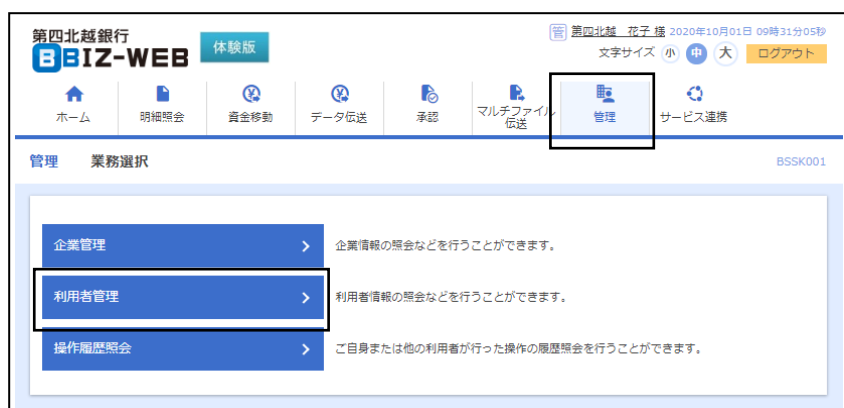 第四北越銀行
BBIZ-WEB
体験版
管 第四北越 花子 様 2020年10月01日 09時31分05秒
文字サイズ 小 中 大 ログアウト
ホーム 明細照会 資金移動 データ伝送 承認 マルチファイル伝送 管理 サービス連携
管理 業務選択 BSSK001
企業管理 企業情報の照会などを行うことができます。
利用者管理 利用者情報の照会などを行うことができます。
操作履歴照会 ご自身または他の利用者が行った操作の履歴照会を行うことができます。